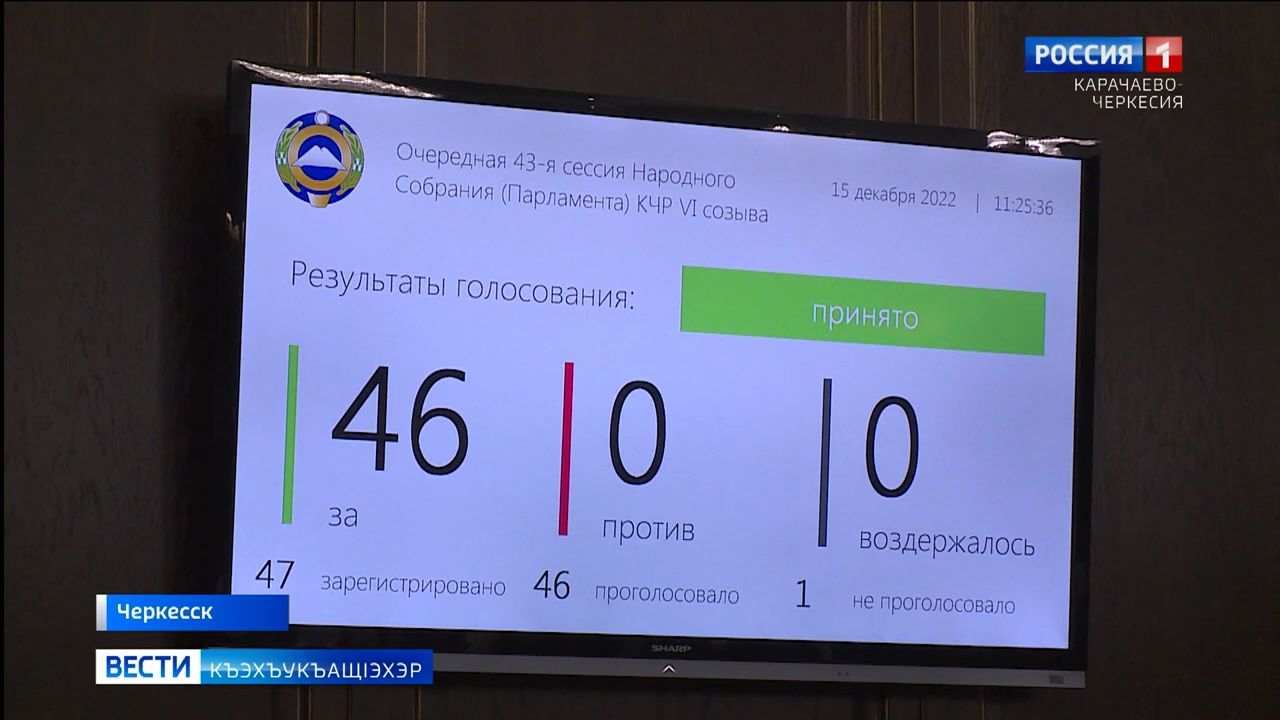 РОССИЯ 1
КАРАЧАЕВО-
ЧЕРКЕСИЯ
Очередная 43-я сессия Народного
Собрания (Парламента) КЧР VI созыва
15 декабря 2022 | 11:25:36
Результаты голосования:
принято
46 0 0
за против воздержалось
47 зарегистрировано 46 проголосовало 1 не проголосовало
SHARP
Черкесск
ВЕСТИ КЪЭХЪУКЪАЩІЭХЭР